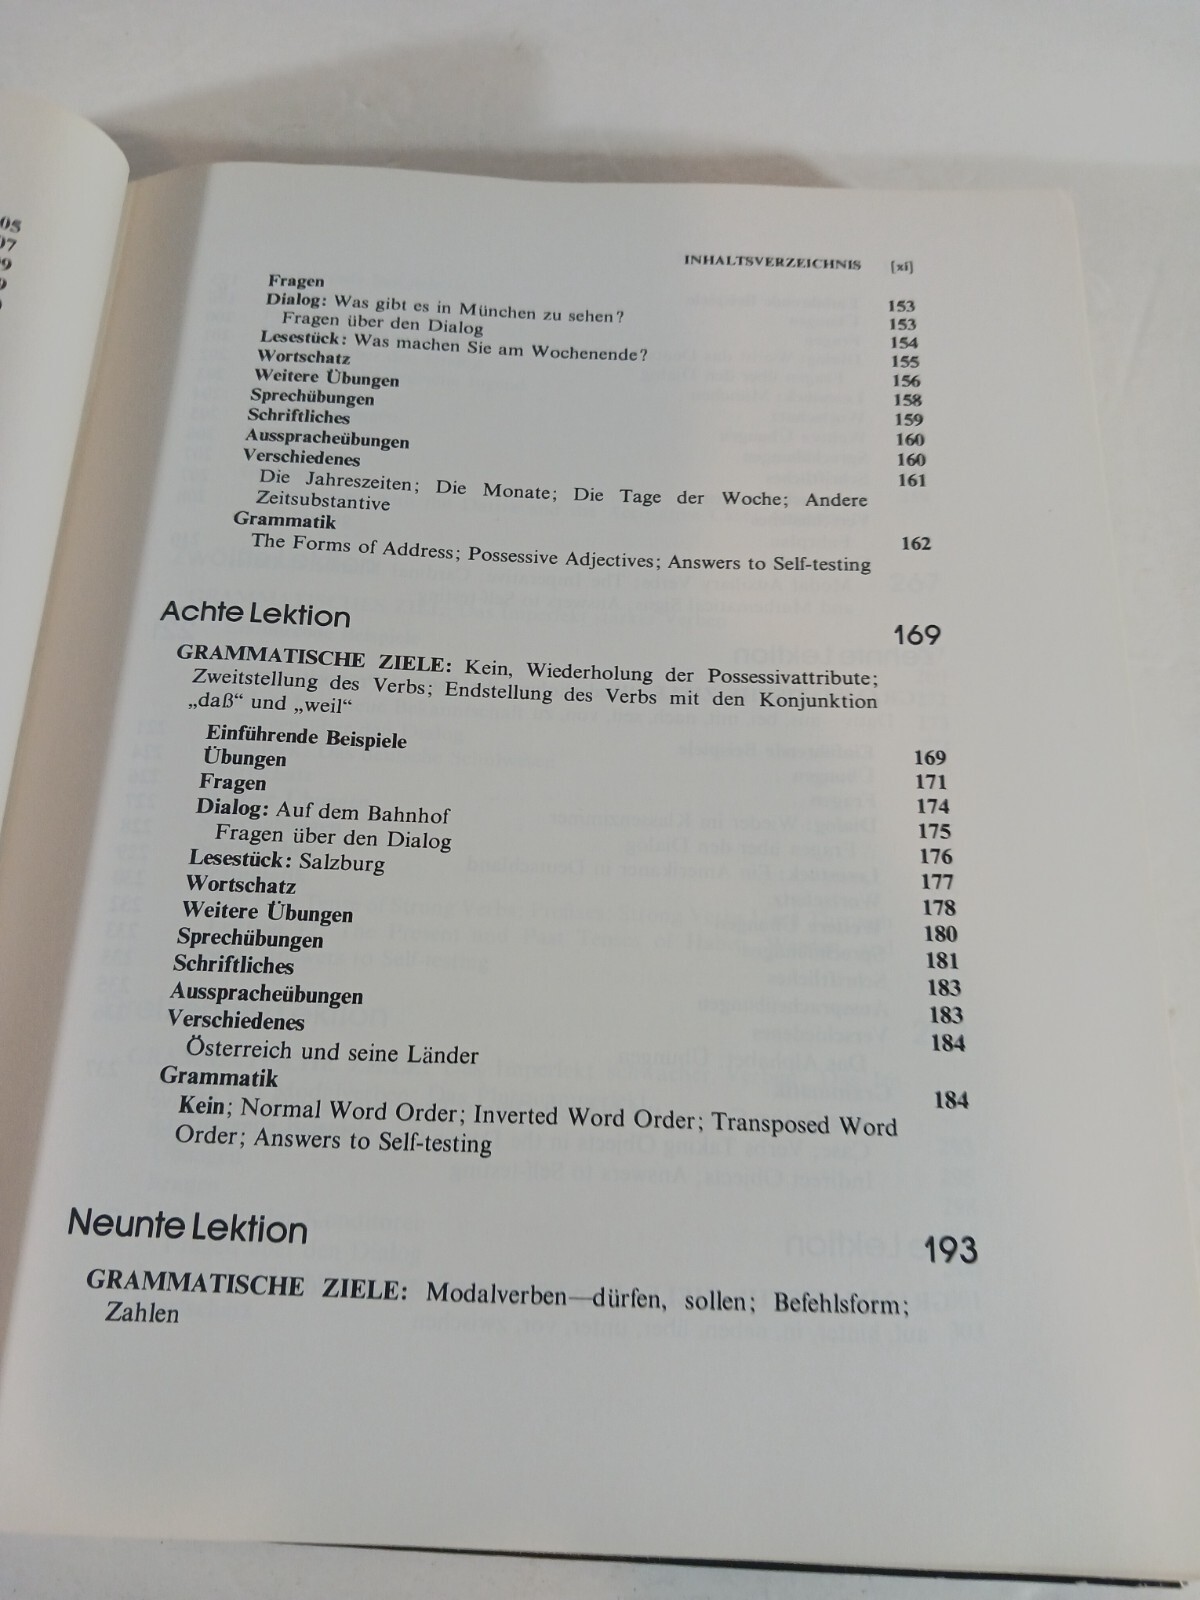 INHALTSVERZEICHNIS [xi]
Fragen 153
Dialog: Was gibt es in München zu sehen? 153
Fragen über den Dialog 154
Lesestück: Was machen Sie am Wochenende? 155
Wortschatz 156
Weitere Übungen 158
Sprechübungen 159
Schriftliches 160
Ausspracheübungen 160
Verschiedenes 161
Die Jahreszeiten; Die Monate; Die Tage der Woche; Andere
Zeitsubstantive
Grammatik 162
The Forms of Address; Possessive Adjectives; Answers to Self-testing
Achte Lektion 169
GRAMMATISCHE ZIELE: Kein, Wiederholung der Possessivattribute;
Zweitstellung des Verbs; Endstellung des Verbs mit den Konjunktion
„daß“ und „weil“
Einführende Beispiele 169
Übungen 171
Fragen 174
Dialog: Auf dem Bahnhof 175
Fragen über den Dialog 176
Lesestück: Salzburg 177
Wortschatz 178
Weitere Übungen 180
Sprechübungen 181
Schriftliches 183
Ausspracheübungen 183
Verschiedenes 184
Österreich und seine Länder
Grammatik 184
Kein; Normal Word Order; Inverted Word Order; Transposed Word
Order; Answers to Self-testing
Neunte Lektion 193
GRAMMATISCHE ZIELE: Modalverben—dürfen, sollen; Befehlsform;
Zahlen